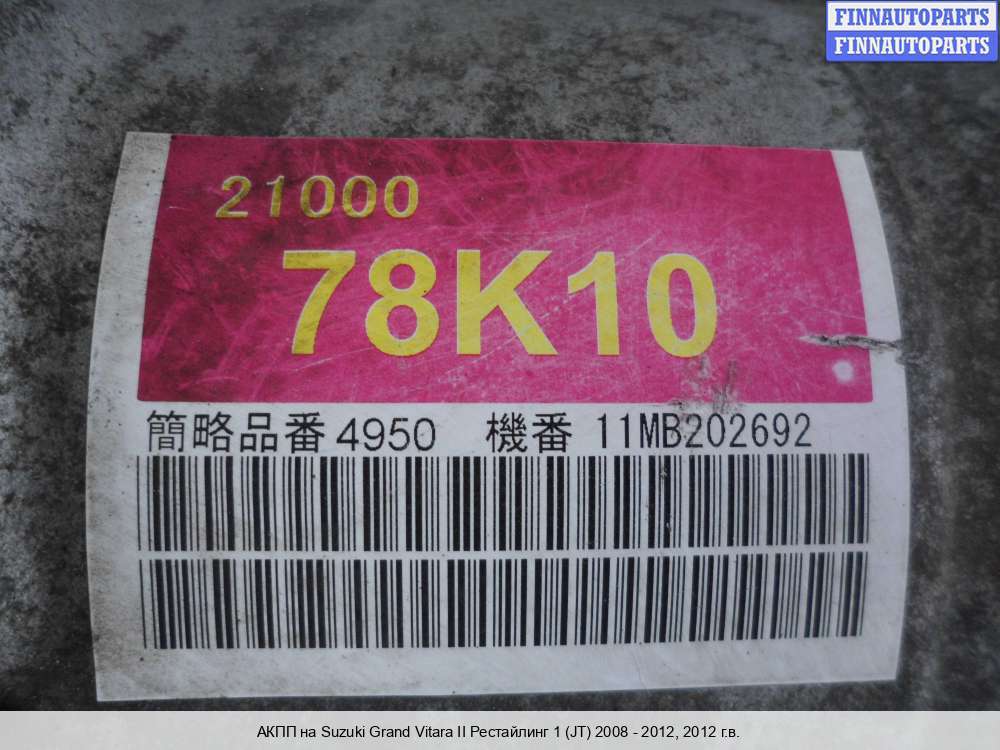 FINNAUTOPARTS
FINNAUTOPARTS
21000
78K10
簡略品番 4950 機番 11MB202692
АКПП на Suzuki Grand Vitara II Рестайлинг 1 (JT) 2008 - 2012, 2012 г.в.